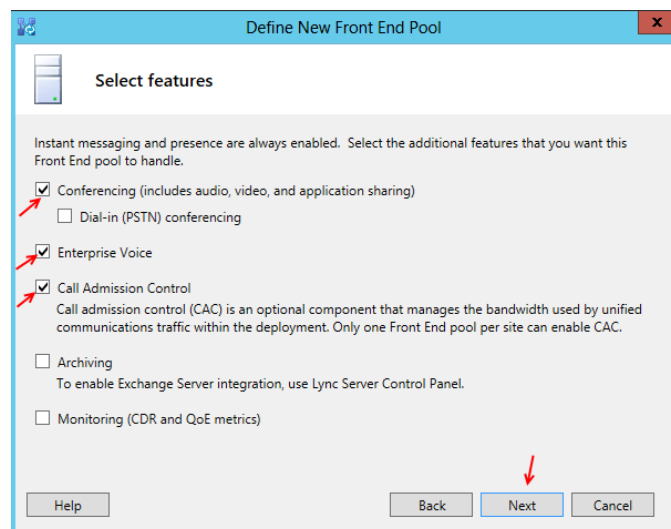 Define New Front End Pool
x
Select features
Instant messaging and presence are always enabled. Select the additional features that you want this
Front End pool to handle.
Conferencing (includes audio, video, and application sharing)
Dial-in (PSTN) conferencing
Enterprise Voice
Call Admission Control
Call admission control (CAC) is an optional component that manages the bandwidth used by unified
communications traffic within the deployment. Only one Front End pool per site can enable CAC.
Archiving
To enable Exchange Server integration, use Lync Server Control Panel.
Monitoring (CDR and QoE metrics)
Help
Back
Next
Cancel